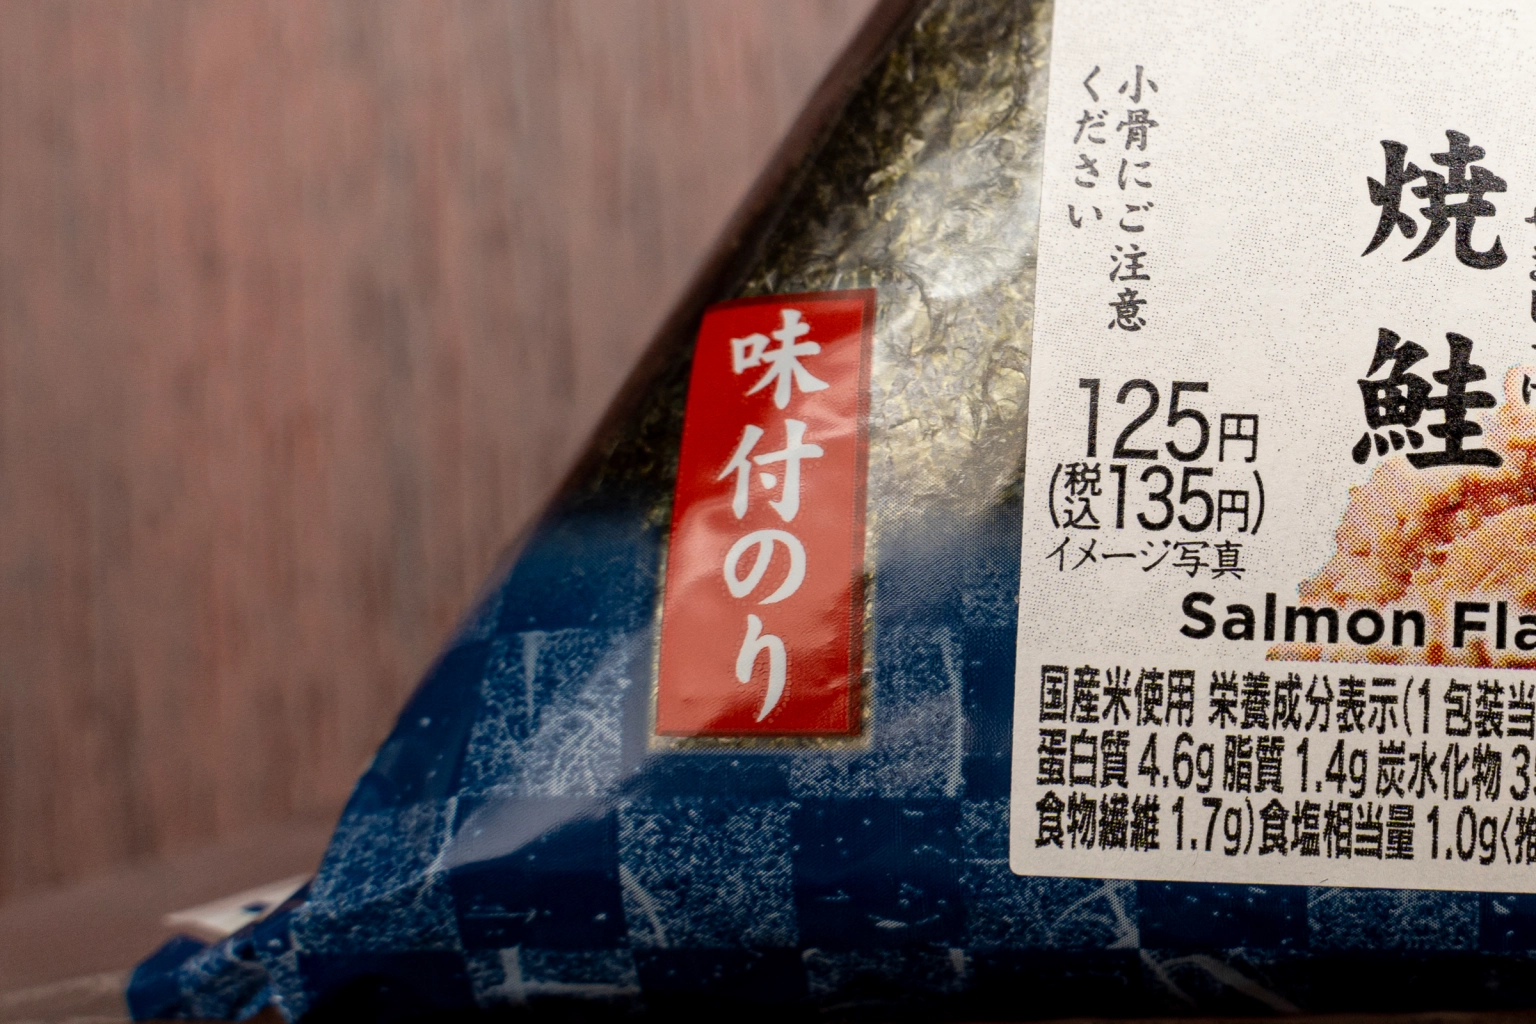 味付のり
小骨にご注意
ください
焼鮭
125円
(税込135円)
イメージ写真
Salmon Fla
国産米使用 栄養成分表示(1包装当
蛋白質 4.6g 脂質 1.4g 炭水化物 3
食物繊維 1.7g)食塩相当量 1.0g<推